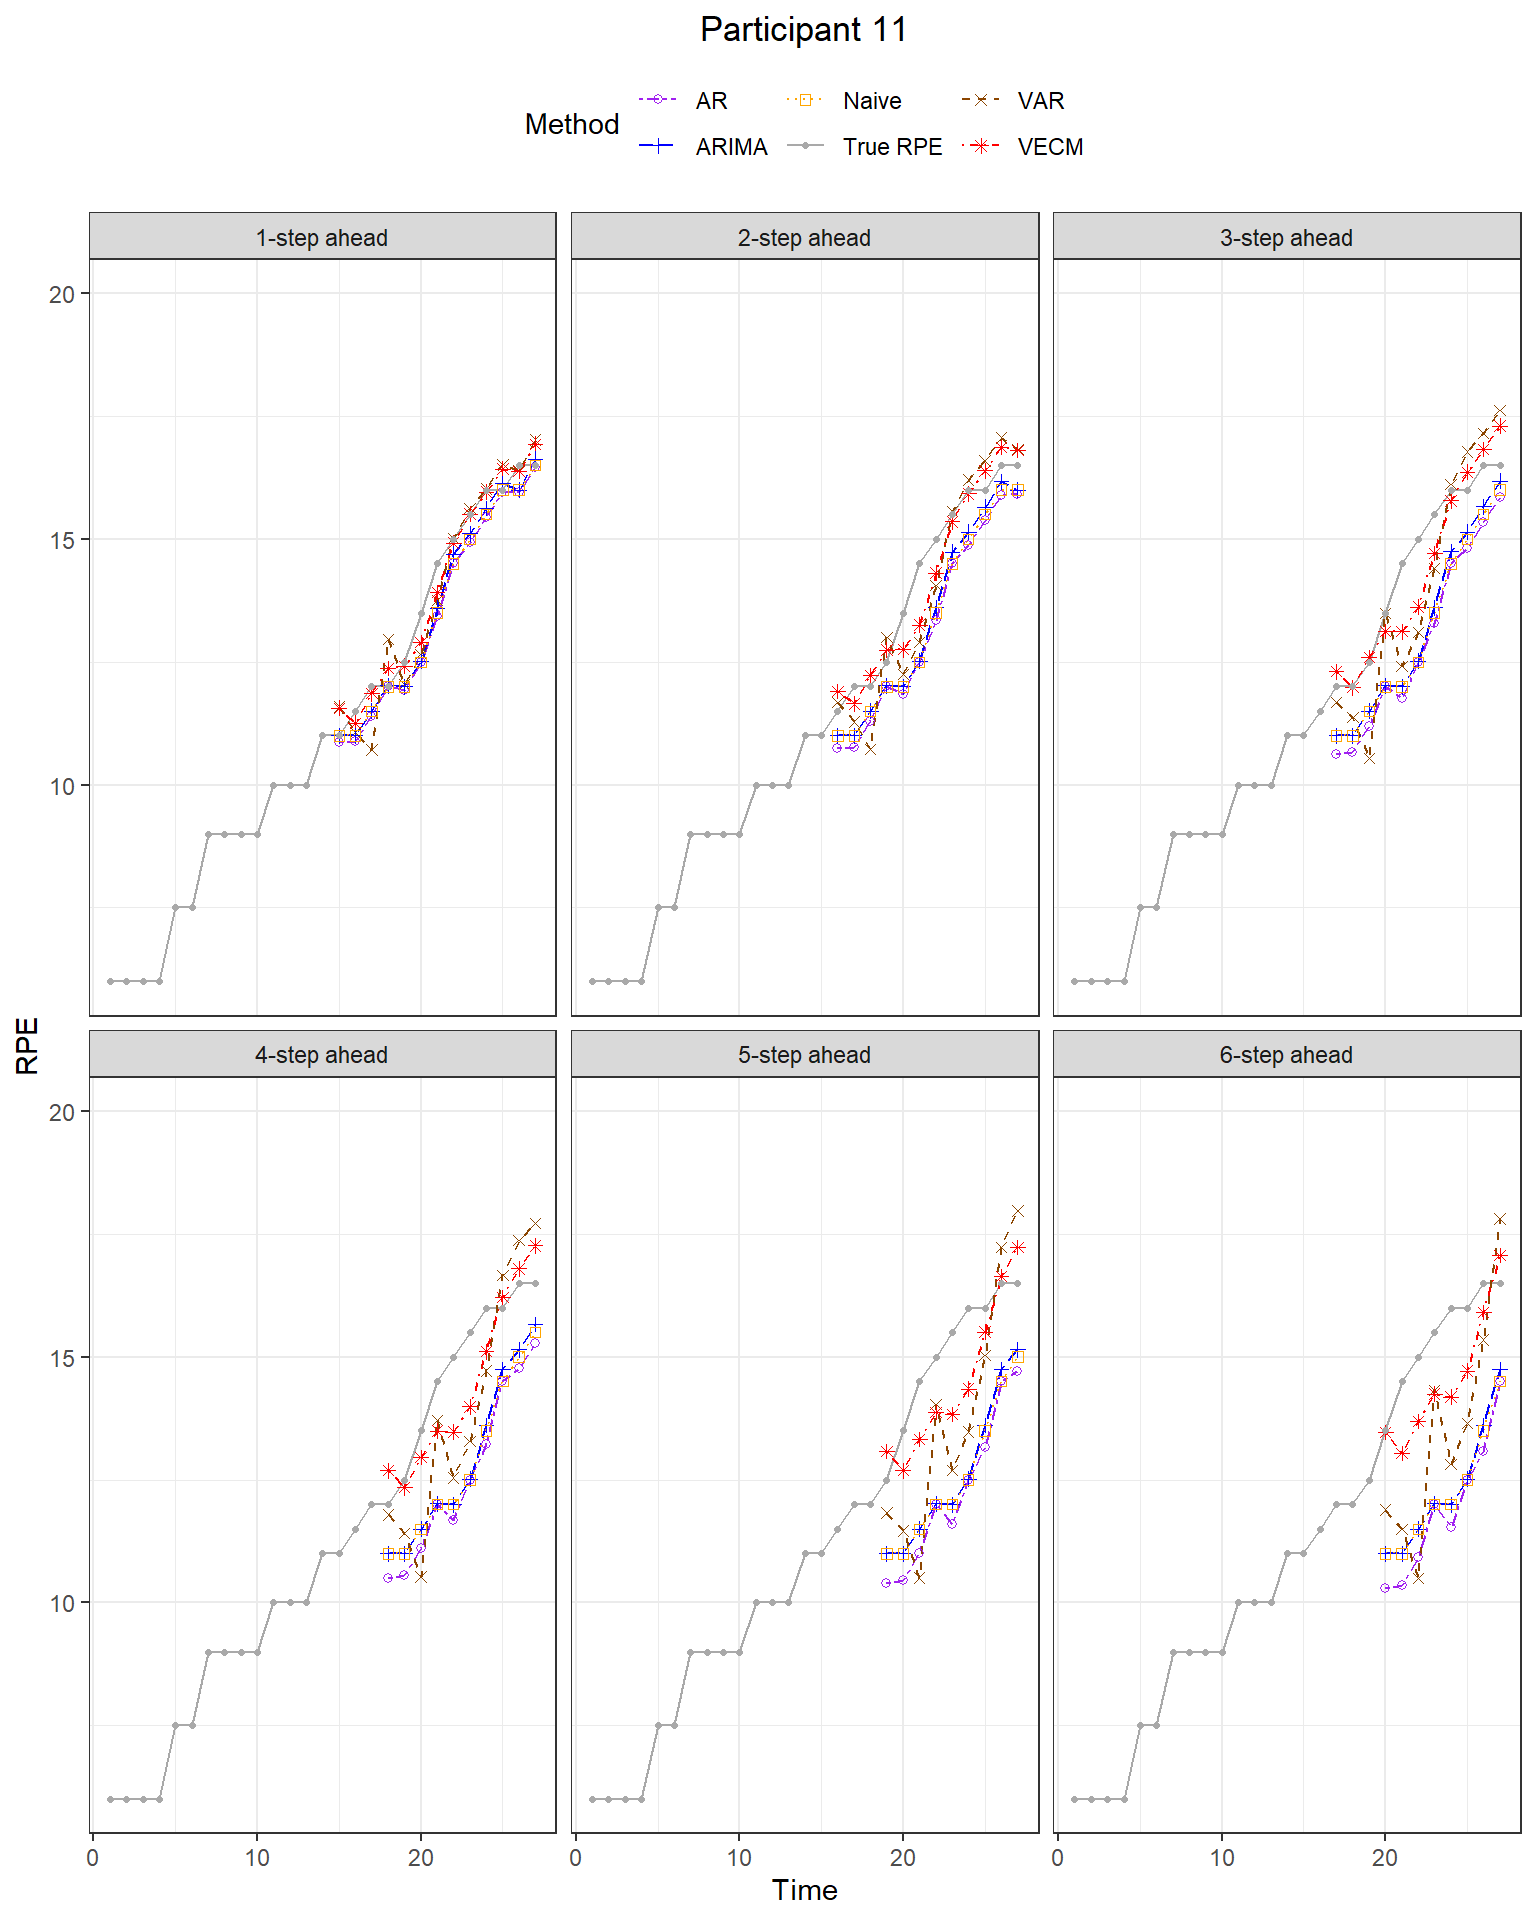 Participant 11
Method
AR
Naive
VAR
ARIMA
True RPE
VECM
1-step ahead
2-step ahead
3-step ahead
20
15
10
4-step ahead
5-step ahead
6-step ahead
20
15
10
RPE
0 10 20
0 10 20
0 10 20
Time